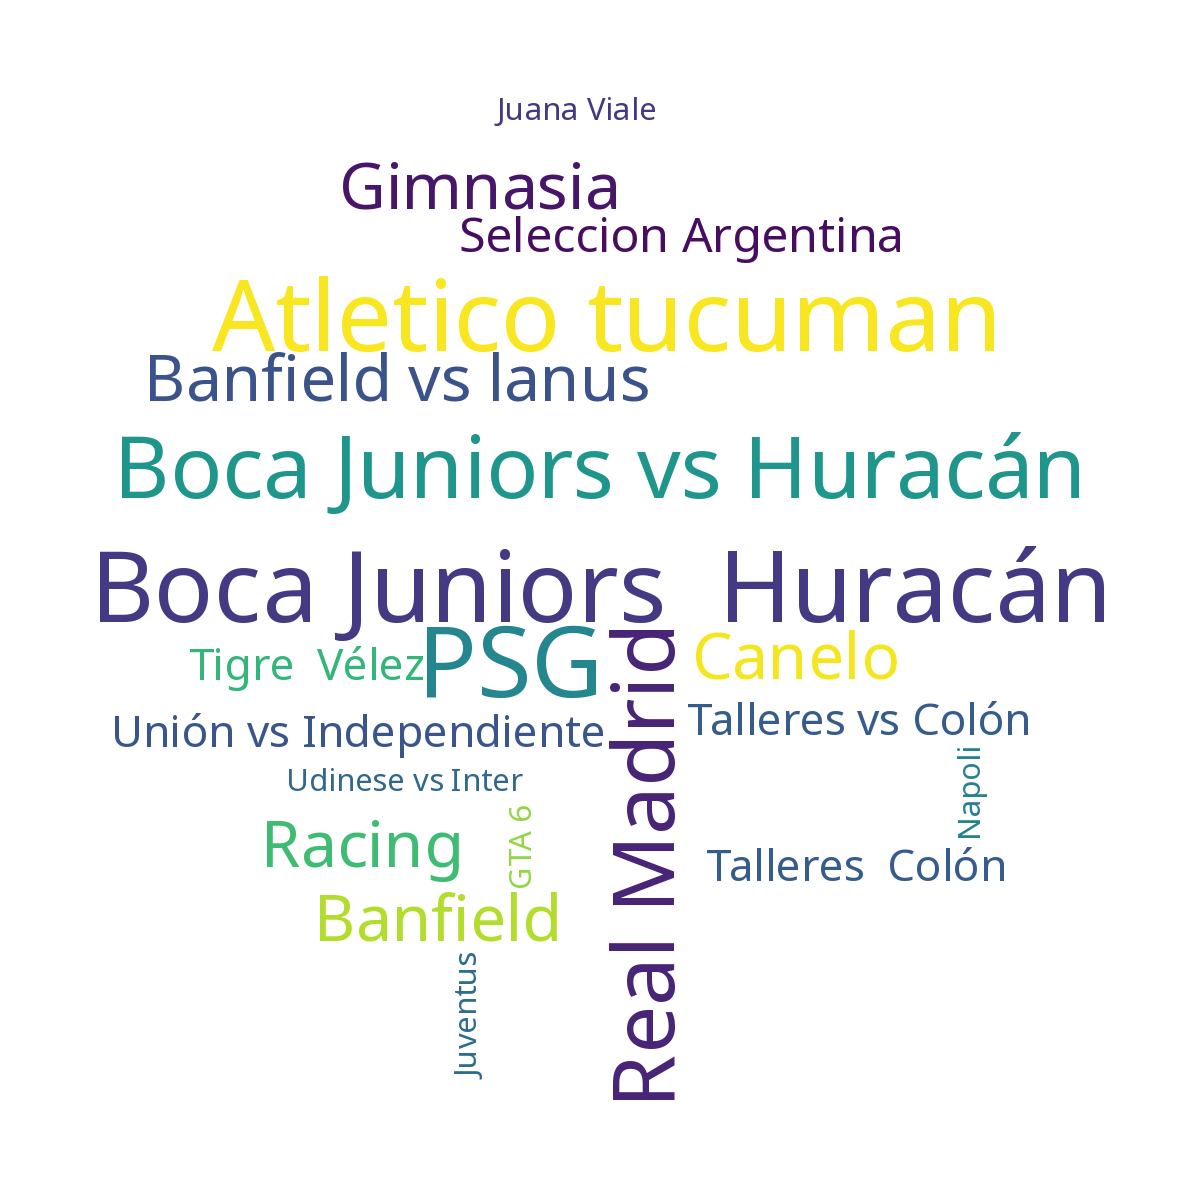 Juana Viale
Gimnasia
Seleccion Argentina
Atletico tucuman
Banfield vs lanus
Boca Juniors vs Huracán
Boca Juniors  Huracán
PSG
Canelo
Tigre  Vélez
Real Madrid
Talleres vs Colón
Unión vs Independiente
Napoli
Udinese vs Inter
GTA 6
Racing
Talleres  Colón
Banfield
Juventus